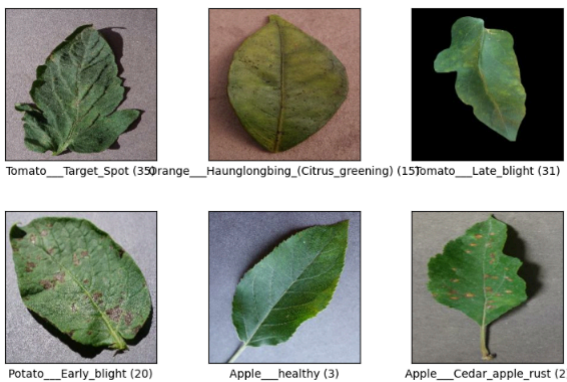 Tomato___Target_Spot (35)
Orange___Haunglongbing_(Citrus_greening) (15)
Tomato___Late_blight (31)
Potato___Early_blight (20)
Apple___healthy (3)
Apple___Cedar_apple_rust (2